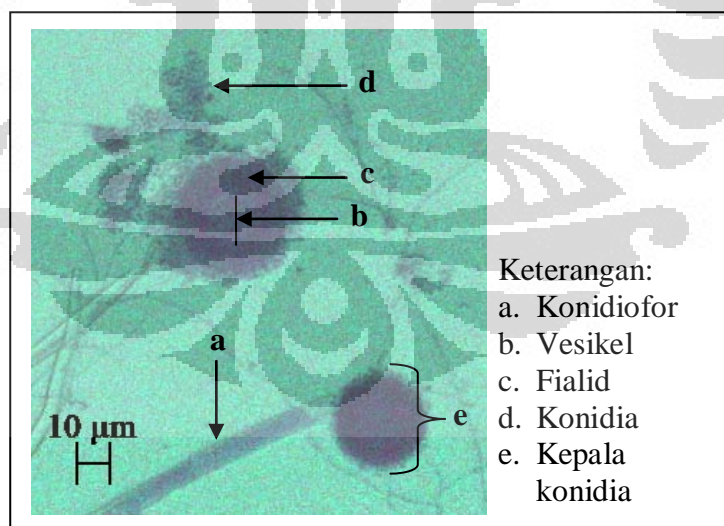 d
c
b
a
e
10 µm
Keterangan:
a. Konidiofor
b. Vesikel
c. Fialid
d. Konidia
e. Kepala
konidia